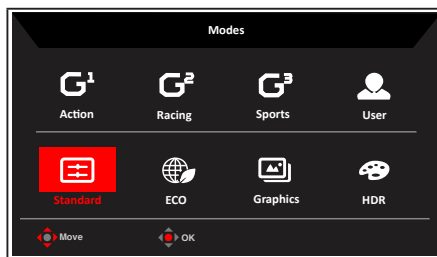 Modes
G1 G2 G3
Action Racing Sports User
Standard ECO Graphics HDR
Move OK